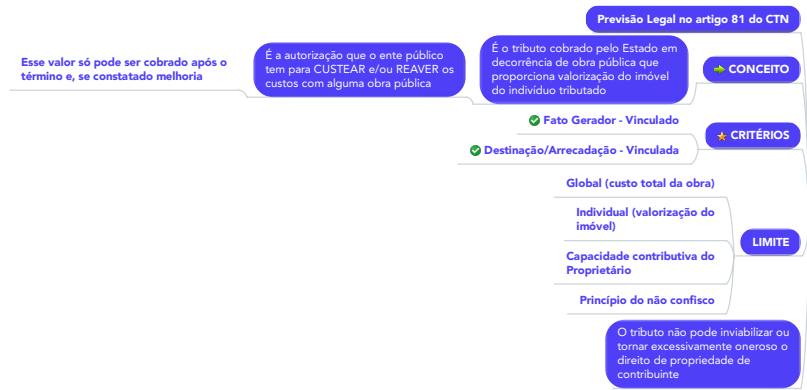 Previsão Legal no artigo 81 do CTN
CONCEITO
É o tributo cobrado pelo Estado em
decorrência de obra pública que
proporciona valorização do imóvel
do indivíduo tributado
É a autorização que o ente público
tem para CUSTEAR e/ou REAVER os
custos com alguma obra pública
Esse valor só pode ser cobrado após o
término e, se constatado melhoria
CRITÉRIOS
Fato Gerador - Vinculado
Destinação/Arrecadação - Vinculada
LIMITE
Global (custo total da obra)
Individual (valorização do
imóvel)
Capacidade contributiva do
Proprietário
Princípio do não confisco
O tributo não pode inviabilizar ou
tornar excessivamente oneroso o
direito de propriedade de
contribuinte